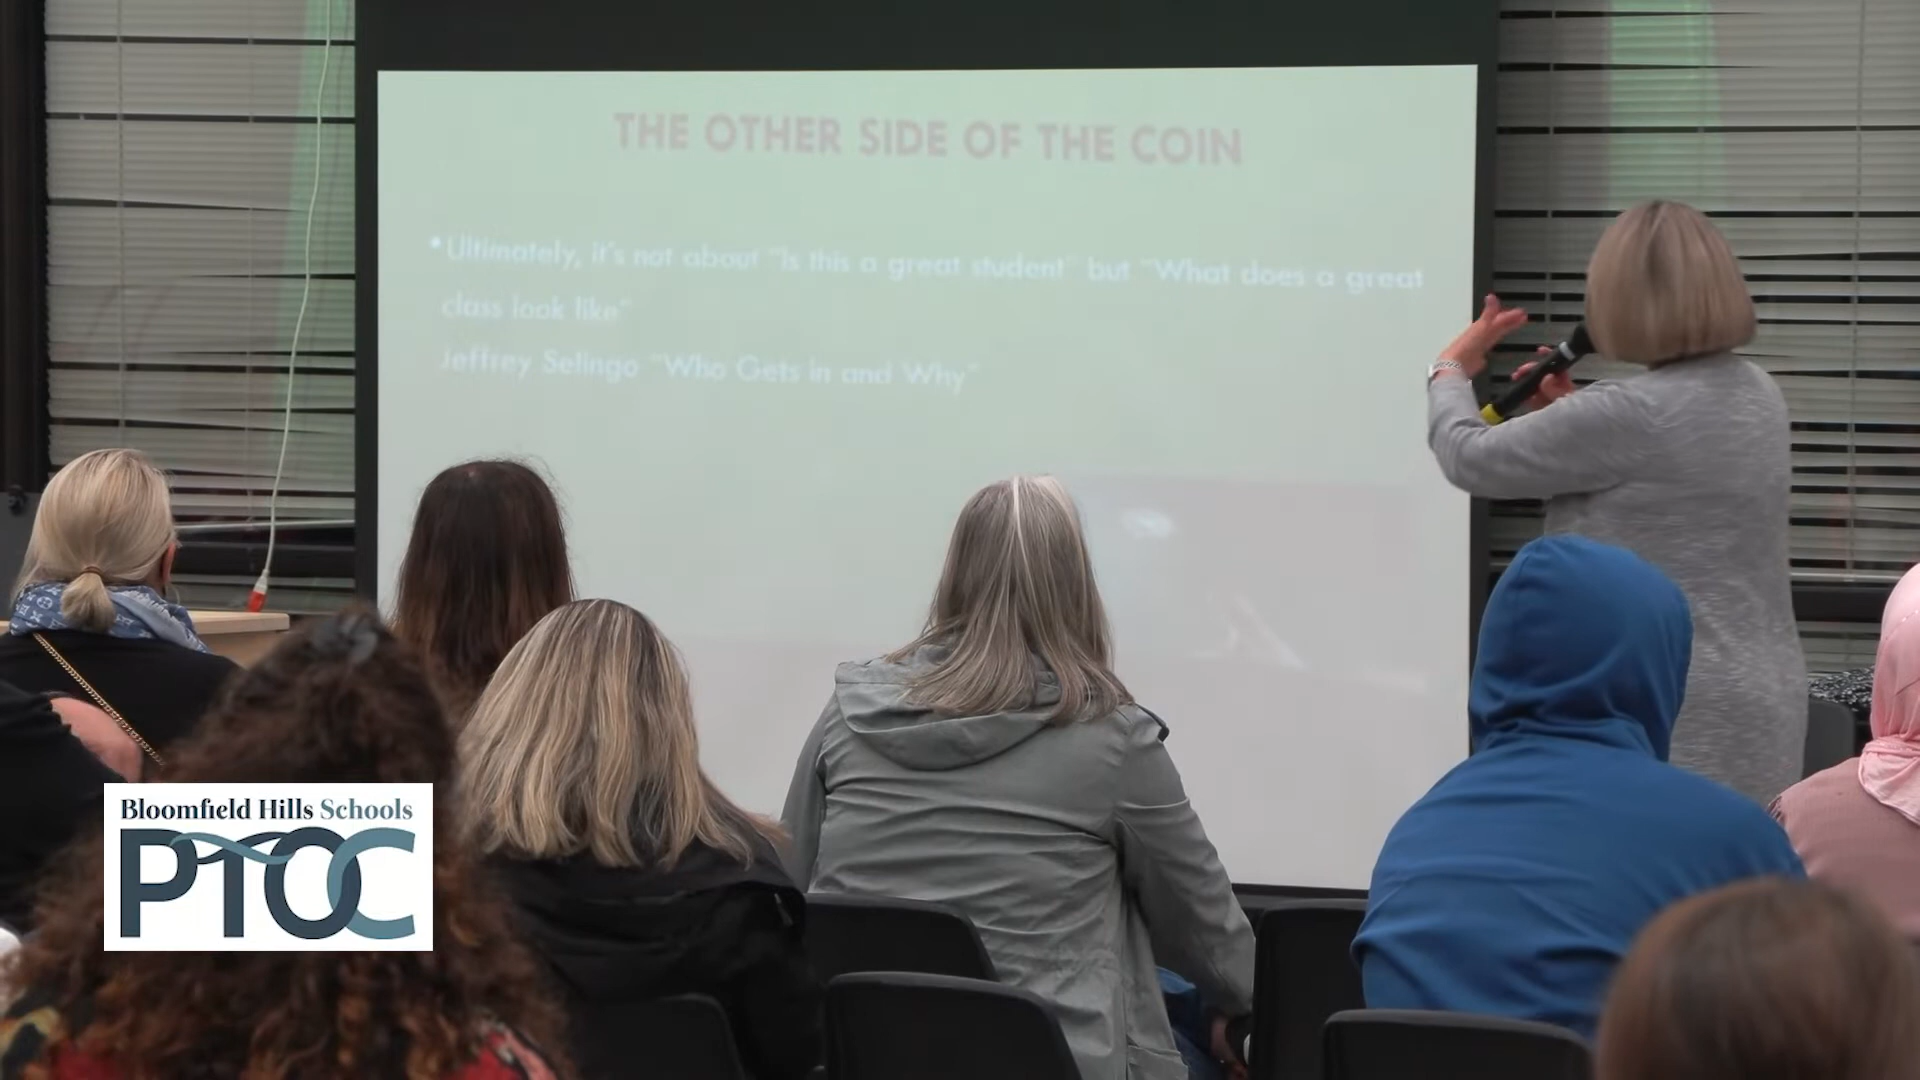 THE OTHER SIDE OF THE COIN
• Ultimately, it's not about "Is this a great student" but "What does a great
class look like"
Jeffrey Selingo "Who Gets in and Why"
Bloomfield Hills Schools
PTOC